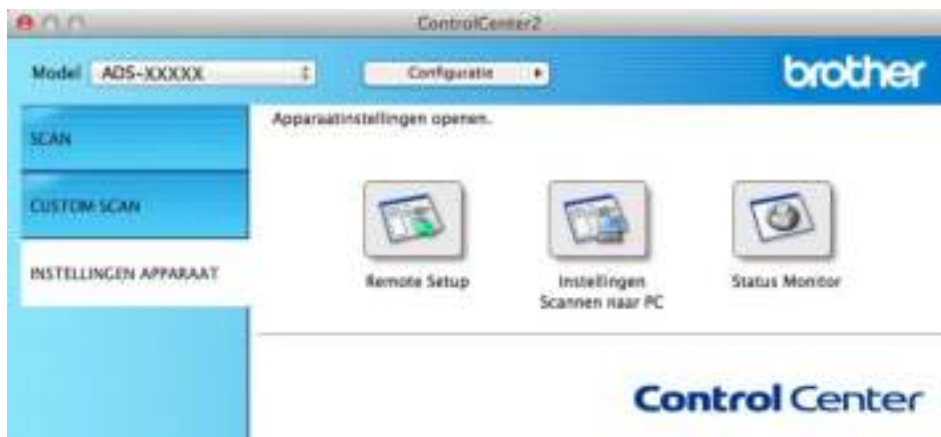 ControlCenter2
Model ADS-XXXXX Configuratie brother
SCAN
CUSTOM SCAN
INSTELLINGEN APPARAAT
Apparaatinstellingen openen.
Remote Setup
Instellingen
Scannen naar PC
Status Monitor
Control Center